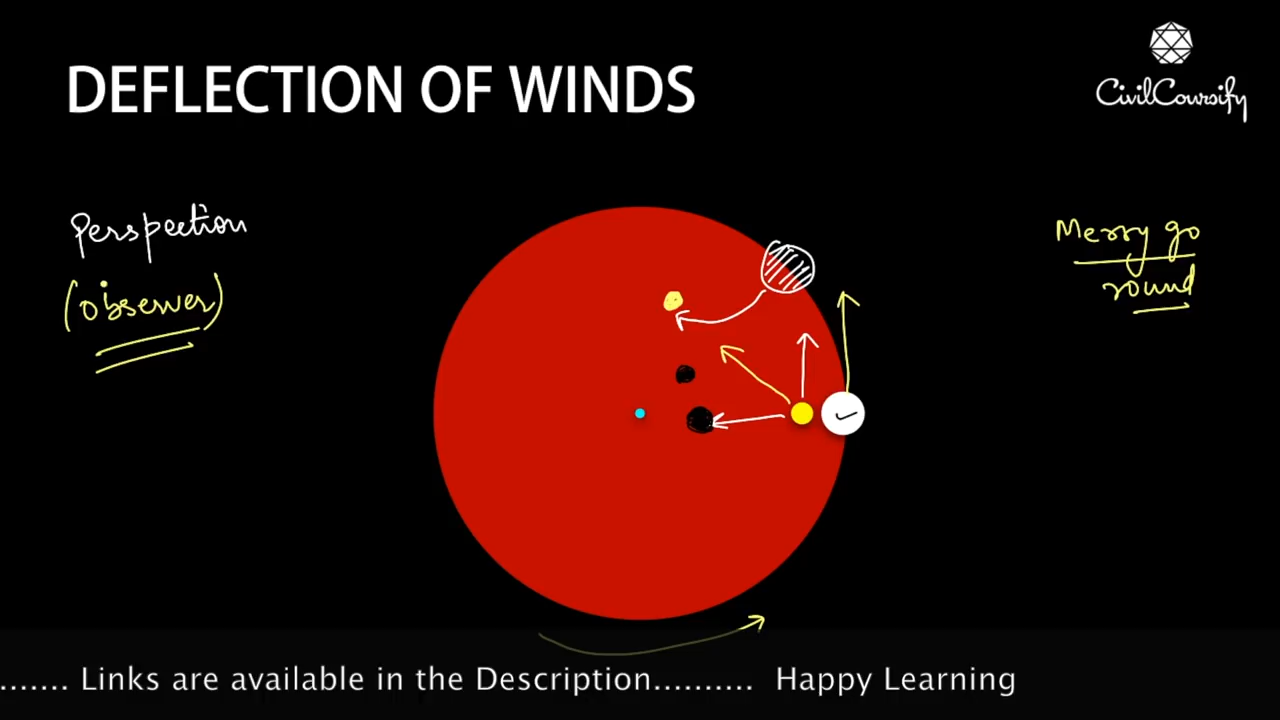 DEFLECTION OF WINDS
CivilCoursify
Perspection
(observer)
Merry go
round
....... Links are available in the Description.......... Happy Learning